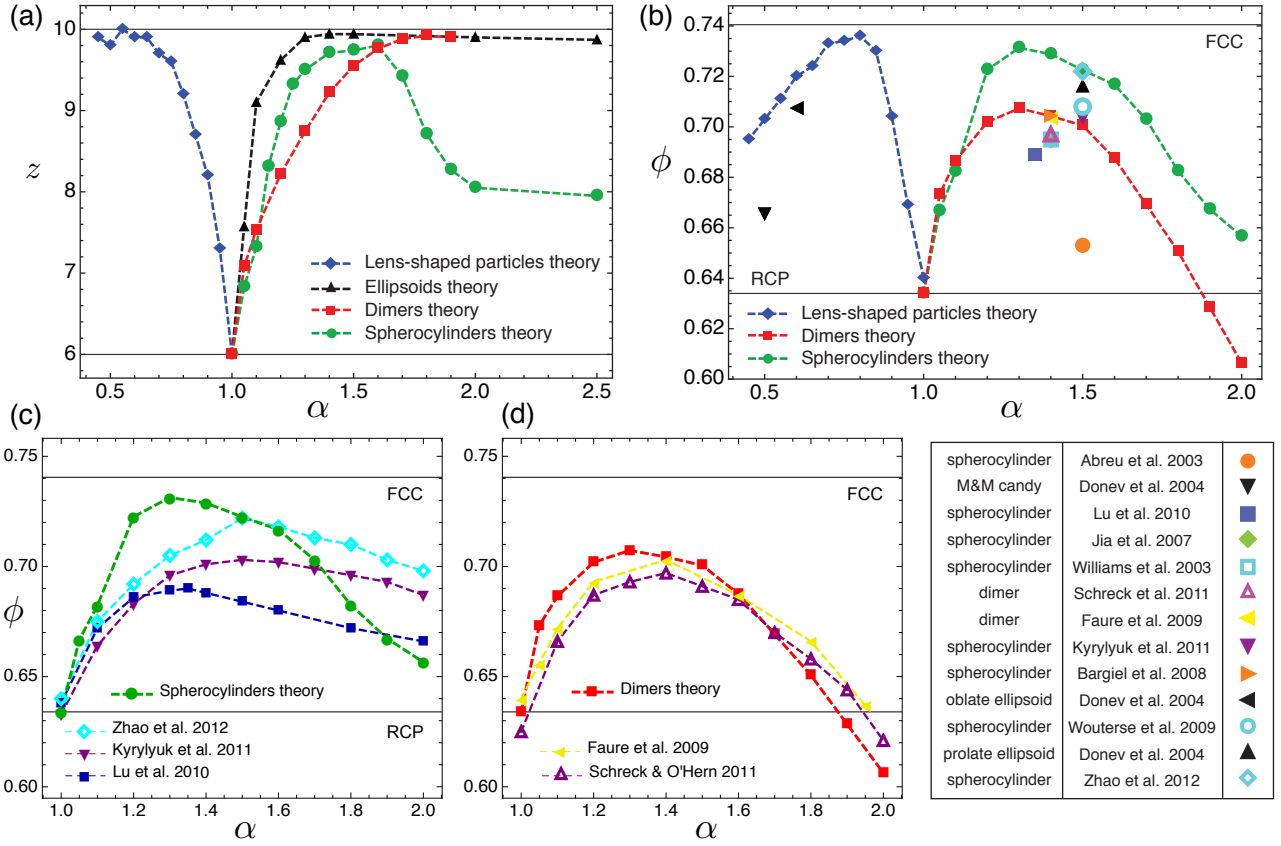 (a)
10
9
8
7
6
z
0.5
1.0
1.5
2.0
2.5
α
Lens-shaped particles theory
Ellipsoids theory
Dimers theory
Spherocylinders theory
(b)
0.74
0.72
0.70
0.68
0.66
0.64
0.62
0.60
ϕ
FCC
RCP
Lens-shaped particles theory
Dimers theory
Spherocylinders theory
0.6
0.8
1.0
1.2
1.4
1.6
1.8
2.0
α
(c)
0.75
0.70
0.65
0.60
ϕ
FCC
Spherocylinders theory
RCP
Zhao et al. 2012
Kyrylyuk et al. 2011
Lu et al. 2010
1.0
1.2
1.4
1.6
1.8
2.0
α
(d)
0.75
0.70
0.65
0.60
FCC
Dimers theory
Faure et al. 2009
Schreck & O'Hern 2011
1.0
1.2
1.4
1.6
1.8
2.0
α
spherocylinder Abreu et al. 2003
M&M candy Donev et al. 2004
spherocylinder Lu et al. 2010
spherocylinder Jia et al. 2007
spherocylinder Williams et al. 2003
dimer Schreck et al. 2011
dimer Faure et al. 2009
spherocylinder Kyrylyuk et al. 2011
spherocylinder Bargiel et al. 2008
oblate ellipsoid Donev et al. 2004
spherocylinder Wouterse et al. 2009
prolate ellipsoid Donev et al. 2004
spherocylinder Zhao et al. 2012